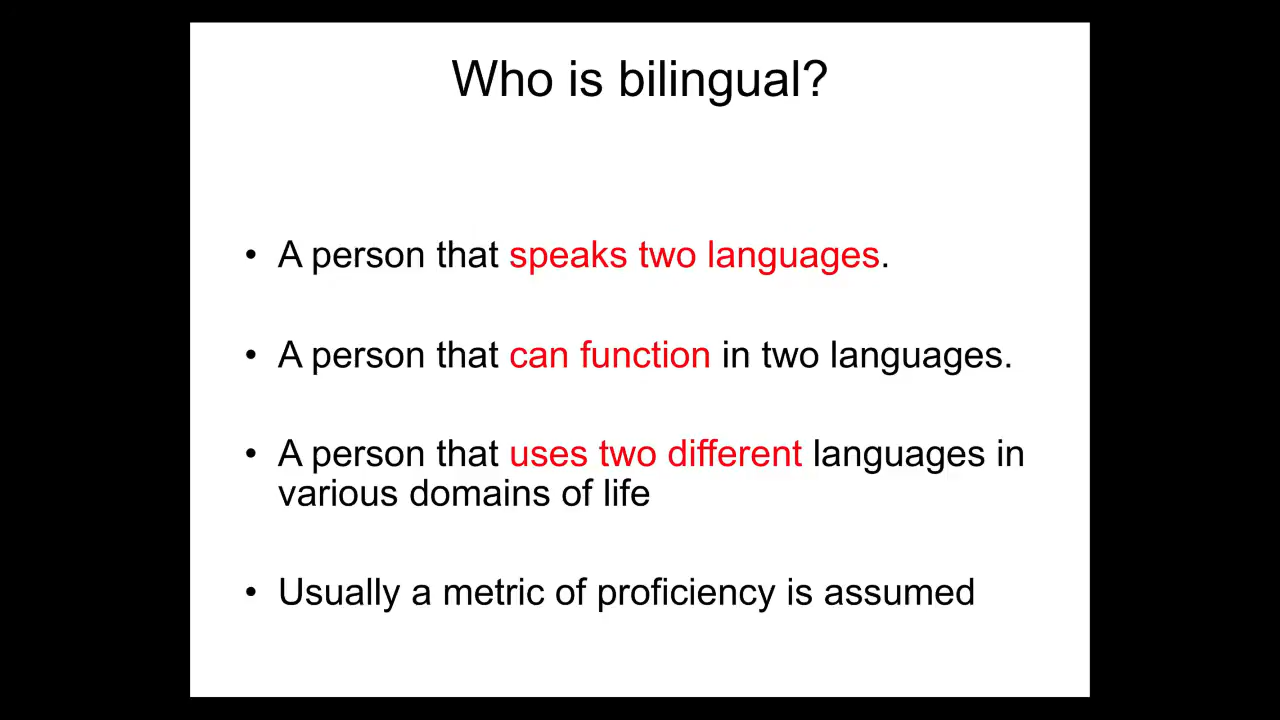 Who is bilingual?
• A person that speaks two languages.
• A person that can function in two languages.
• A person that uses two different languages in
various domains of life
• Usually a metric of proficiency is assumed